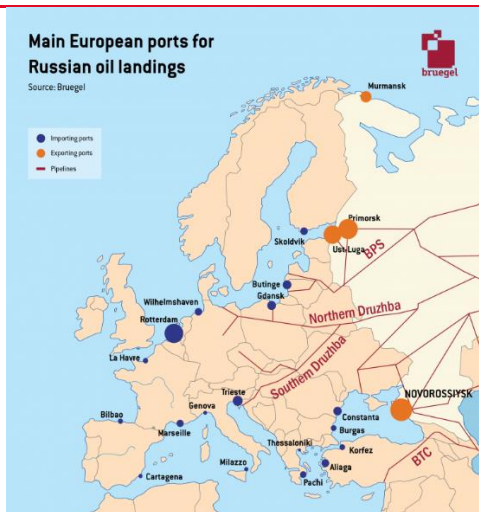 Main European ports for
Russian oil landings
Source: Bruegel
bruegel
Importing ports
Exporting ports
Pipelines
Murmansk
Primorsk
Skoldvik
Ust-Luga
BPS
Butinge
Gdansk
Wilhelmshaven
Rotterdam
Northern Druzhba
La Havre
Southern Druzhba
Trieste
Genova
NOVOROSSIYSK
Bilbao
Constanta
Marseille
Burgas
Thessaloniki
Korfez
Milazzo
Aliaga
BTC
Cartagena
Pachi